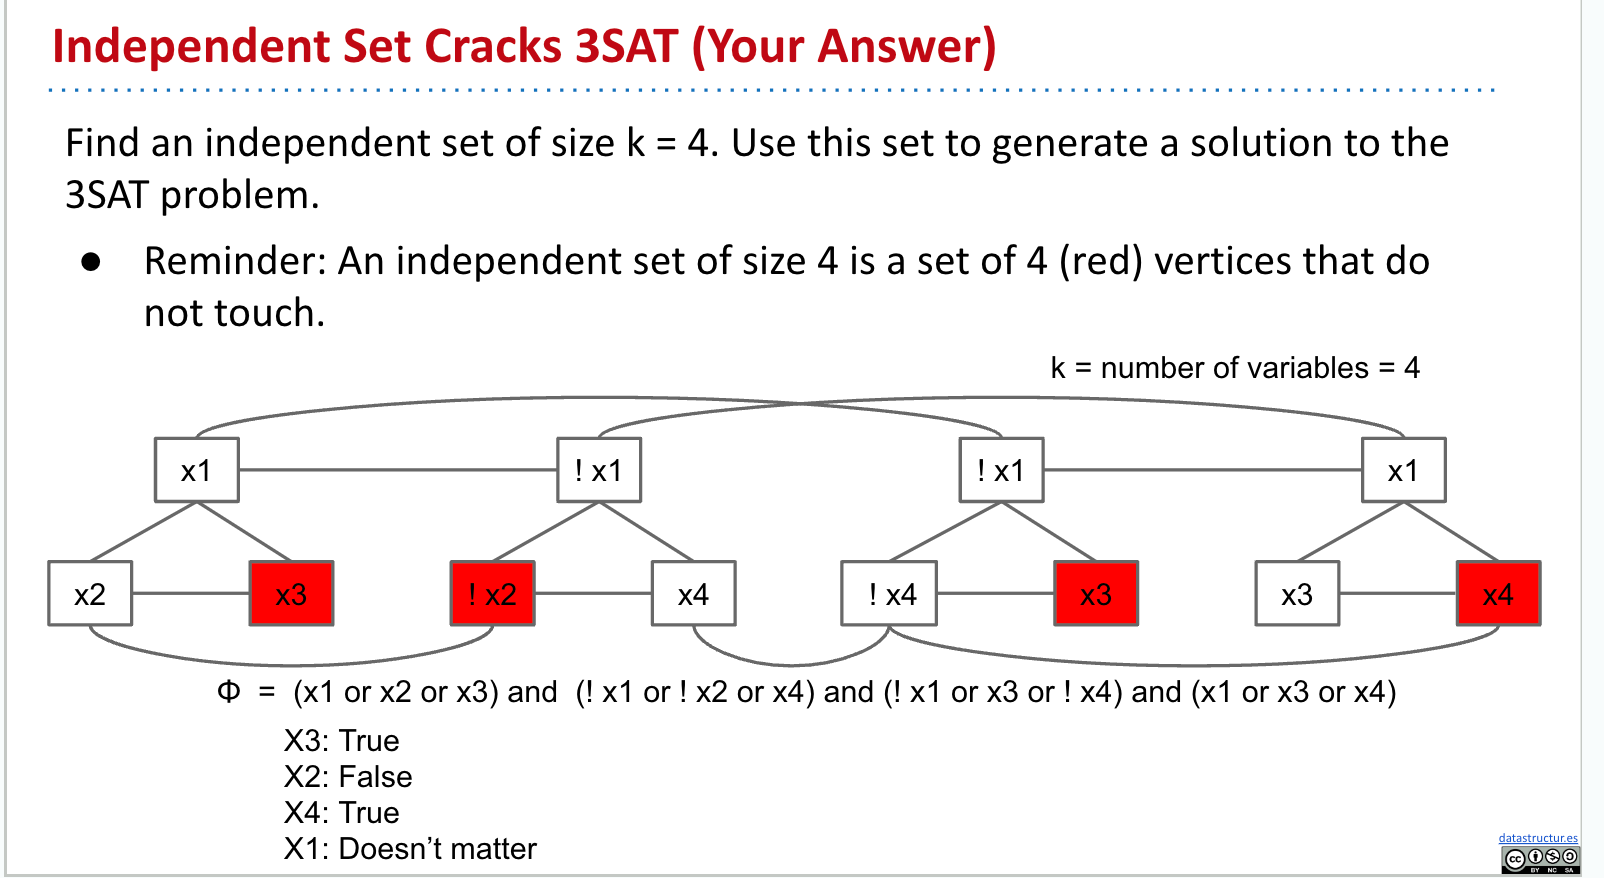 Independent Set Cracks 3SAT (Your Answer)
Find an independent set of size k = 4. Use this set to generate a solution to the
3SAT problem.
● Reminder: An independent set of size 4 is a set of 4 (red) vertices that do
not touch.
k = number of variables = 4
x1 ! x1 ! x1 x1
x2 x3 ! x2 x4 ! x4 x3 x3 x4
Φ = (x1 or x2 or x3) and (! x1 or ! x2 or x4) and (! x1 or x3 or ! x4) and (x1 or x3 or x4)
X3: True
X2: False
X4: True
X1: Doesn't matter
datastructur.es
cc
BY NC SA